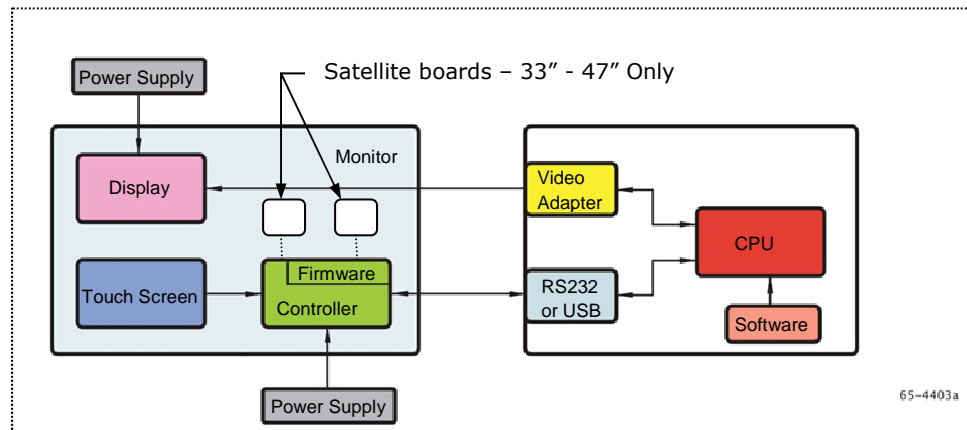 Power Supply
Satellite boards – 33” - 47” Only
Monitor
Display
Video
Adapter
CPU
Firmware
Touch Screen
Controller
RS232
or USB
Software
Power Supply
65-4403a